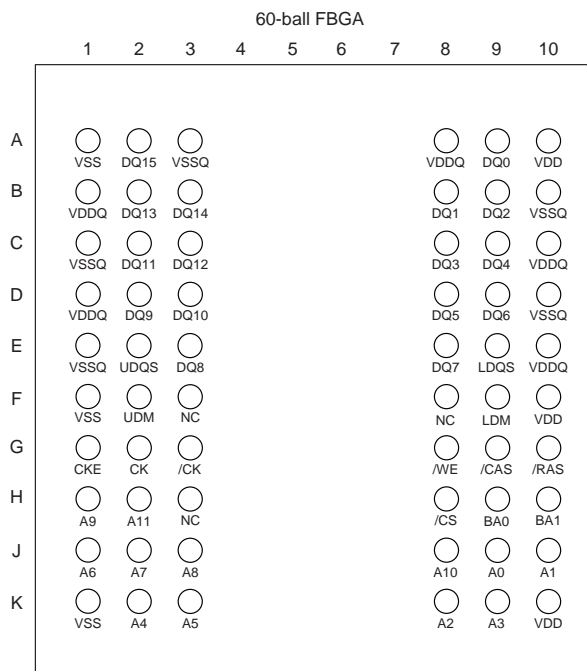 60-ball FBGA
1 2 3 4 5 6 7 8 9 10
A
VSS DQ15 VSSQ VDDQ DQ0 VDD
B
VDDQ DQ13 DQ14 DQ1 DQ2 VSSQ
C
VSSQ DQ11 DQ12 DQ3 DQ4 VDDQ
D
VDDQ DQ9 DQ10 DQ5 DQ6 VSSQ
E
VSSQ UDQS DQ8 DQ7 LDQS VDDQ
F
VSS UDM NC NC LDM VDD
G
CKE CK /CK /WE /CAS /RAS
H
A9 A11 NC /CS BA0 BA1
J
A6 A7 A8 A10 A0 A1
K
VSS A4 A5 A2 A3 VDD